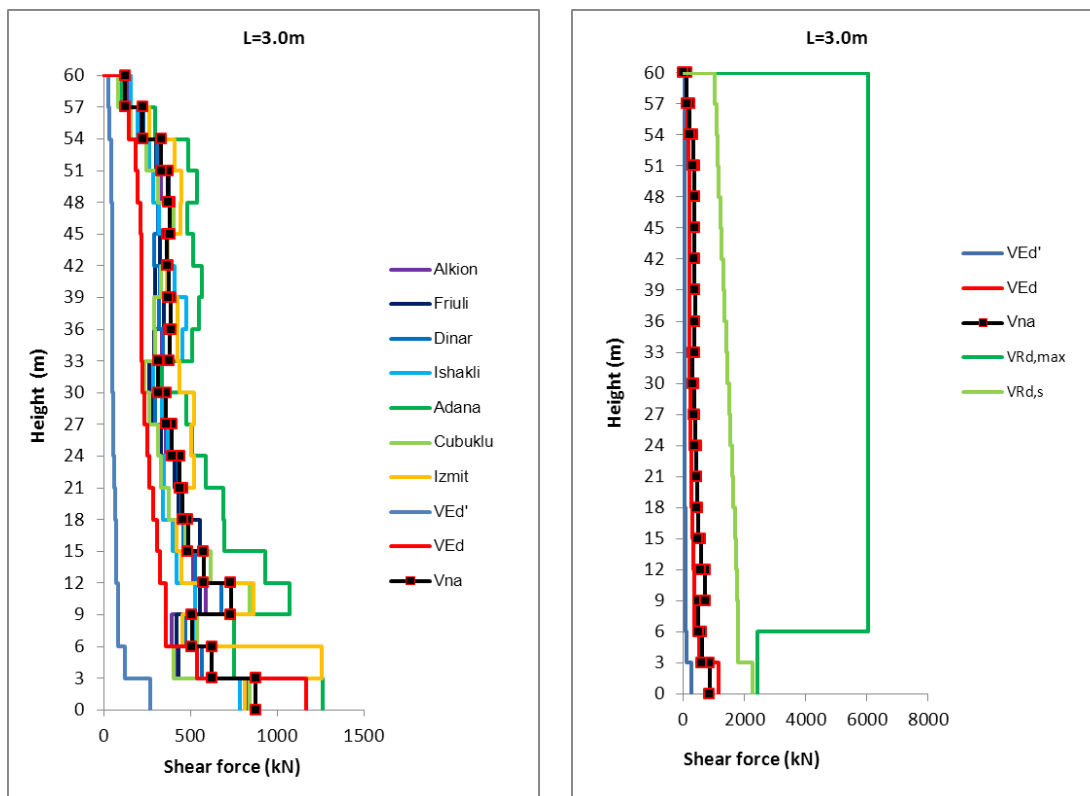 L=3.0m
60
57
54
51
48
45
42
39
36
33
30
27
24
21
18
15
12
9
6
3
0
Height (m)
0
500
1000
1500
Shear force (kN)
Alkion
Friuli
Dinar
Ishakli
Adana
Cubuklu
Izmit
VEd'
VEd
Vna
L=3.0m
60
57
54
51
48
45
42
39
36
33
30
27
24
21
18
15
12
9
6
3
0
Height (m)
0
2000
4000
6000
8000
Shear force (kN)
VEd'
VEd
Vna
VRd,max
VRd,s